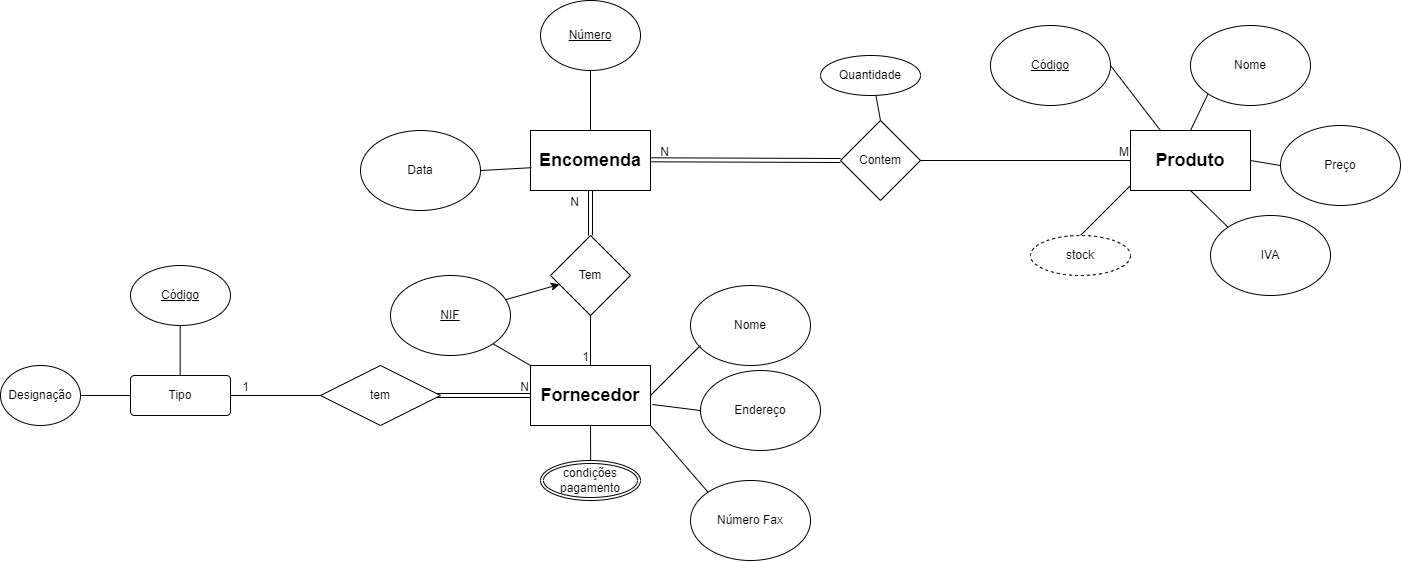 Número
Quantidade
Código
Nome
Data
Encomenda
N
Contem
M
Produto
Preço
N
stock
IVA
Tem
Código
NIF
Nome
1
Designação
Tipo
1
tem
N
Fornecedor
Endereço
condições
pagamento
Número Fax